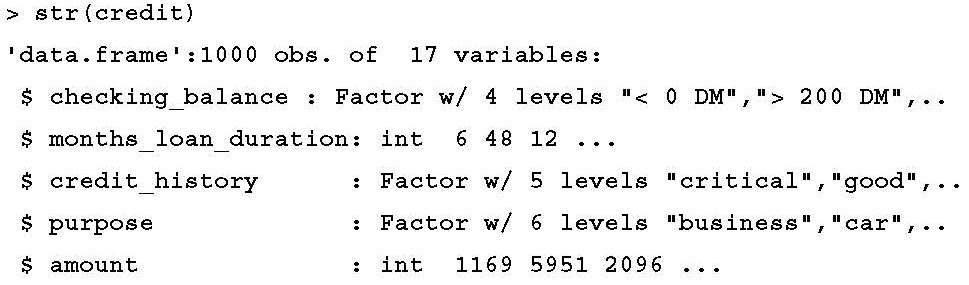 > str(credit)
'data.frame':1000 obs. of  17 variables:
 $ checking_balance : Factor w/ 4 levels "< 0 DM","> 200 DM",..
 $ months_loan_duration: int  6 48 12 ...
 $ credit_history      : Factor w/ 5 levels "critical","good",..
 $ purpose             : Factor w/ 6 levels "business","car",..
 $ amount              : int  1169 5951 2096 ...